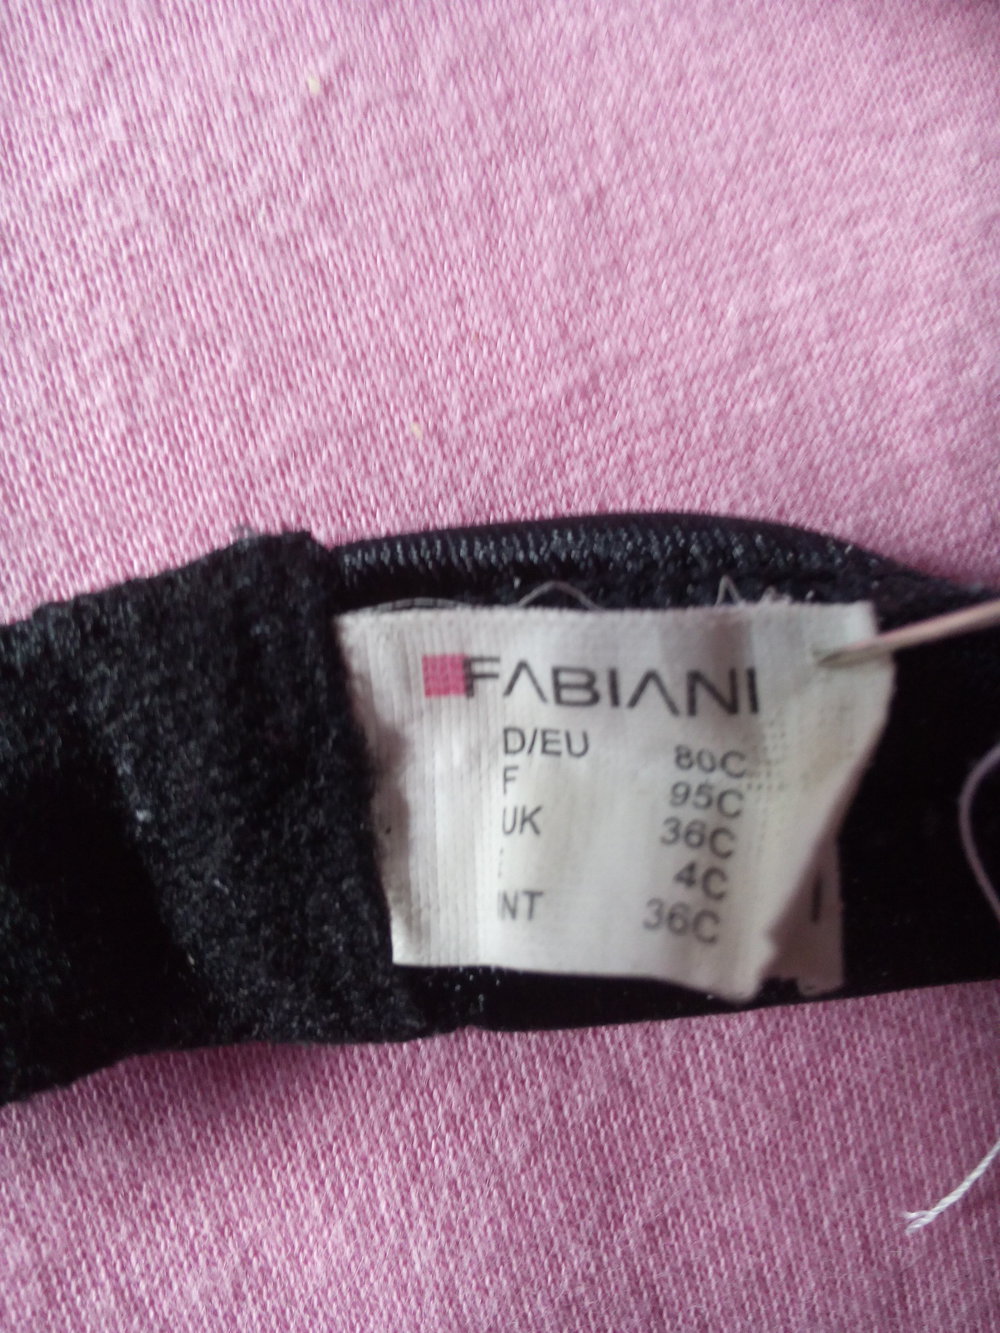 FABIANI
D/EU 80C
F 95C
UK 36C
4C
NT 36C